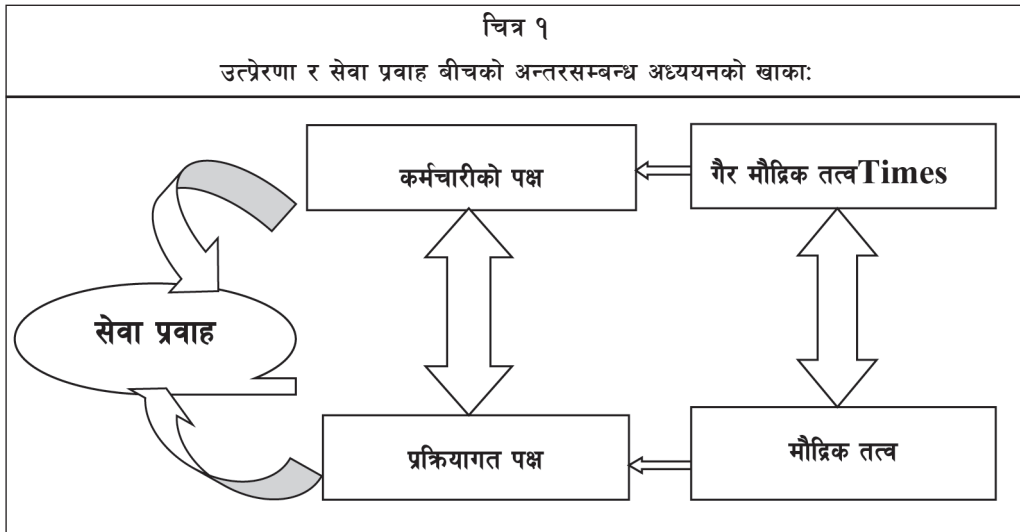 चित्र १
उत्प्रेरणा र सेवा प्रवाह बीचको अन्तरसम्बन्ध अध्ययनको खाकाः
कर्मचारीको पक्ष
गैर मौद्रिक तत्वTimes
सेवा प्रवाह
प्रक्रियागत पक्ष
मौद्रिक तत्व